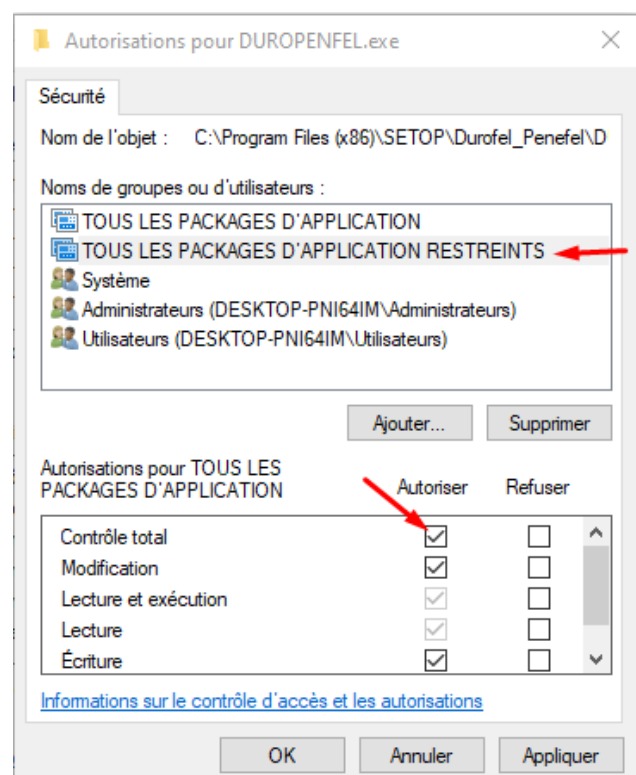 Autorisations pour DUROPENFEL.exe
Sécurité
Nom de l'objet : C:\Program Files (x86)\SETOP\Durofel_Penefel\D
Noms de groupes ou d'utilisateurs :
TOUS LES PACKAGES D'APPLICATION
TOUS LES PACKAGES D'APPLICATION RESTREINTS
Système
Administrateurs (DESKTOP-PNI64IM\Administrateurs)
Utilisateurs (DESKTOP-PNI64IM\Utilisateurs)
Ajouter... Supprimer
Autorisations pour TOUS LES
PACKAGES D'APPLICATION Autoriser Refuser
Contrôle total
Modification
Lecture et exécution
Lecture
Écriture
Informations sur le contrôle d'accès et les autorisations
OK Annuler Appliquer